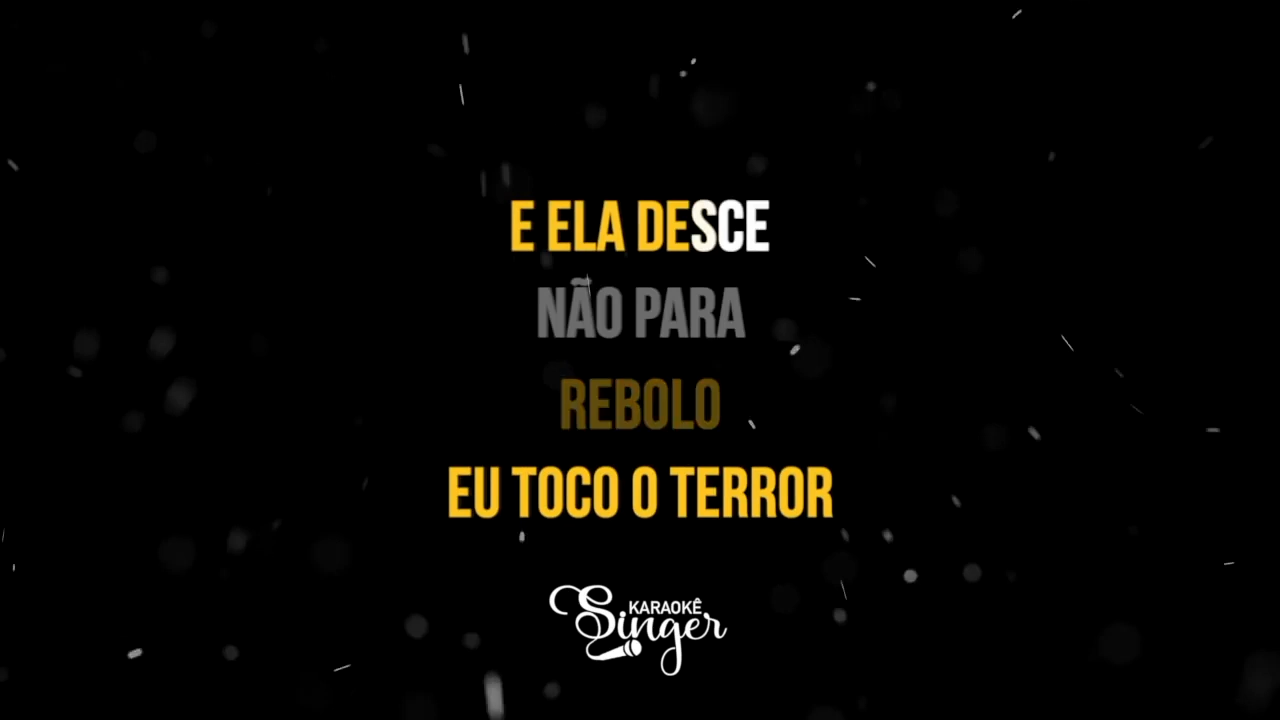 E ELA DESCE
NÃO PARA
REBOLO
EU TOCO O TERROR
KARAOKÊ
Singer